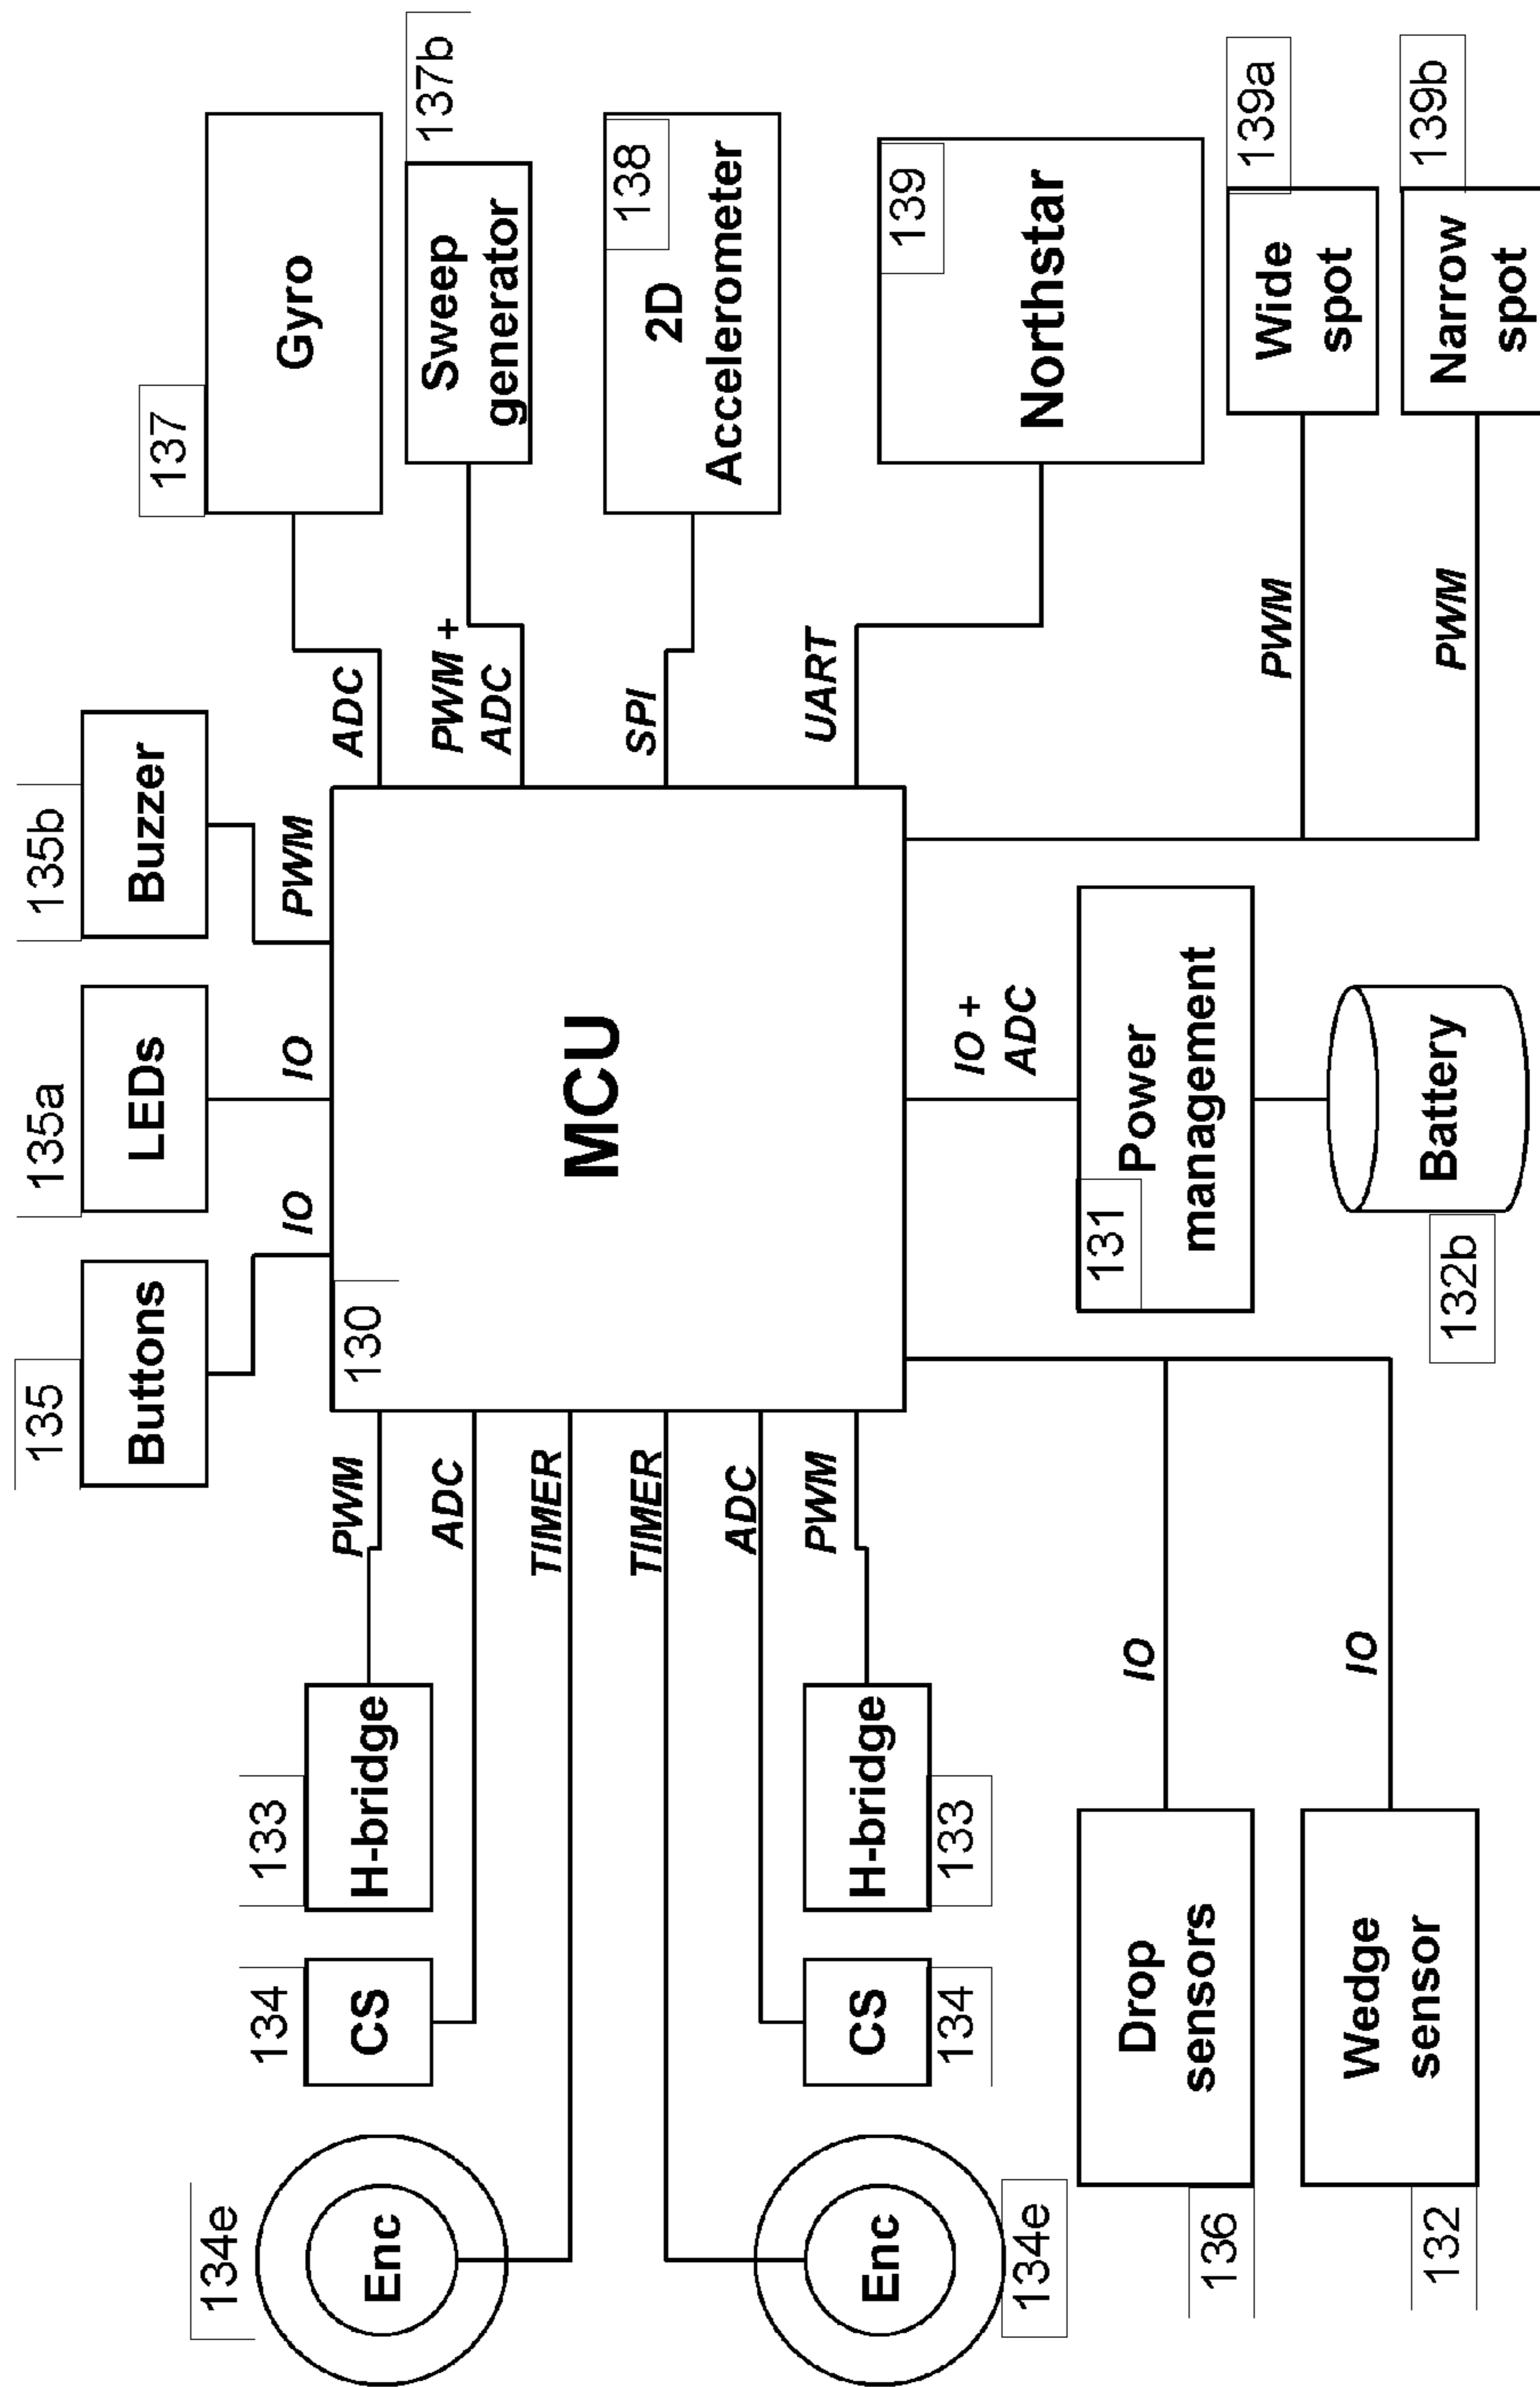 135
135a
135b
Buttons
LEDs
Buzzer
137
134e
134
133
IO
IO
PWM
Gyro
Enc
CS
H-bridge
PWM
130
ADC
137b
ADC
PWM +
ADC
Sweep
generator
TIMER
MCU
TIMER
SPI
138
2D
Accelerometer
ADC
PWM
UART
139
Enc
CS
H-bridge
Northstar
134
133
IO +
ADC
134e
Drop
sensors
IO
131
Power
management
136
PWM
Wide
spot
139a
Wedge
sensor
IO
132
132b
Battery
PWM
Narrow
spot
139b